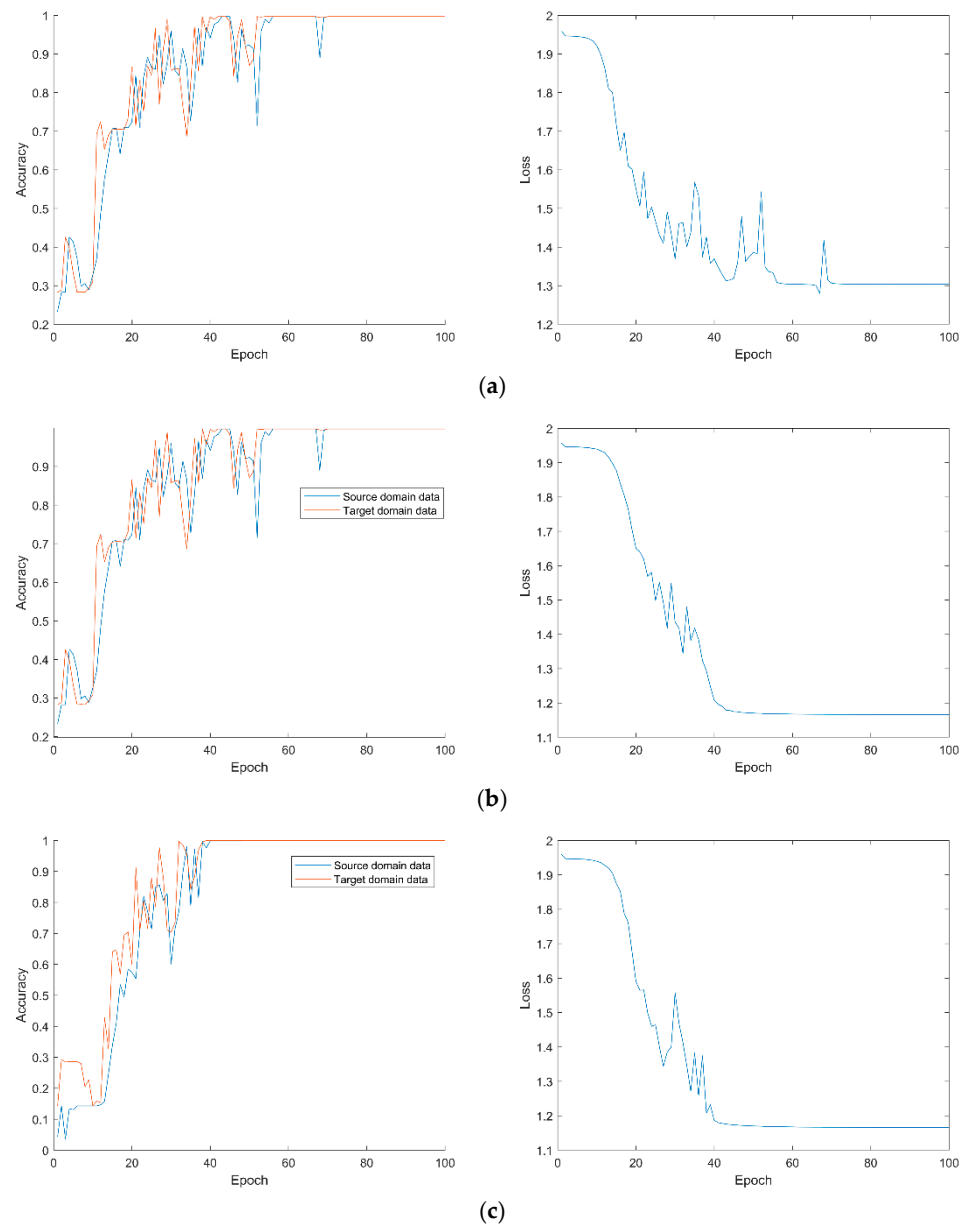 1
0.9
0.8
0.7
0.6
0.5
0.4
0.3
0.2
0 20 40 60 80 100
Accuracy
Epoch
2
1.9
1.8
1.7
1.6
1.5
1.4
1.3
1.2
0 20 40 60 80 100
Loss
Epoch
(a)
0.9
0.8
0.7
0.6
0.5
0.4
0.3
0.2
0 20 40 60 80 100
Accuracy
Epoch
Source domain data
Target domain data
2
1.9
1.8
1.7
1.6
1.5
1.4
1.3
1.2
1.1
0 20 40 60 80 100
Loss
Epoch
(b)
1
0.9
0.8
0.7
0.6
0.5
0.4
0.3
0.2
0.1
0
0 20 40 60 80 100
Accuracy
Epoch
Source domain data
Target domain data
2
1.9
1.8
1.7
1.6
1.5
1.4
1.3
1.2
1.1
0 20 40 60 80 100
Loss
Epoch
(c)